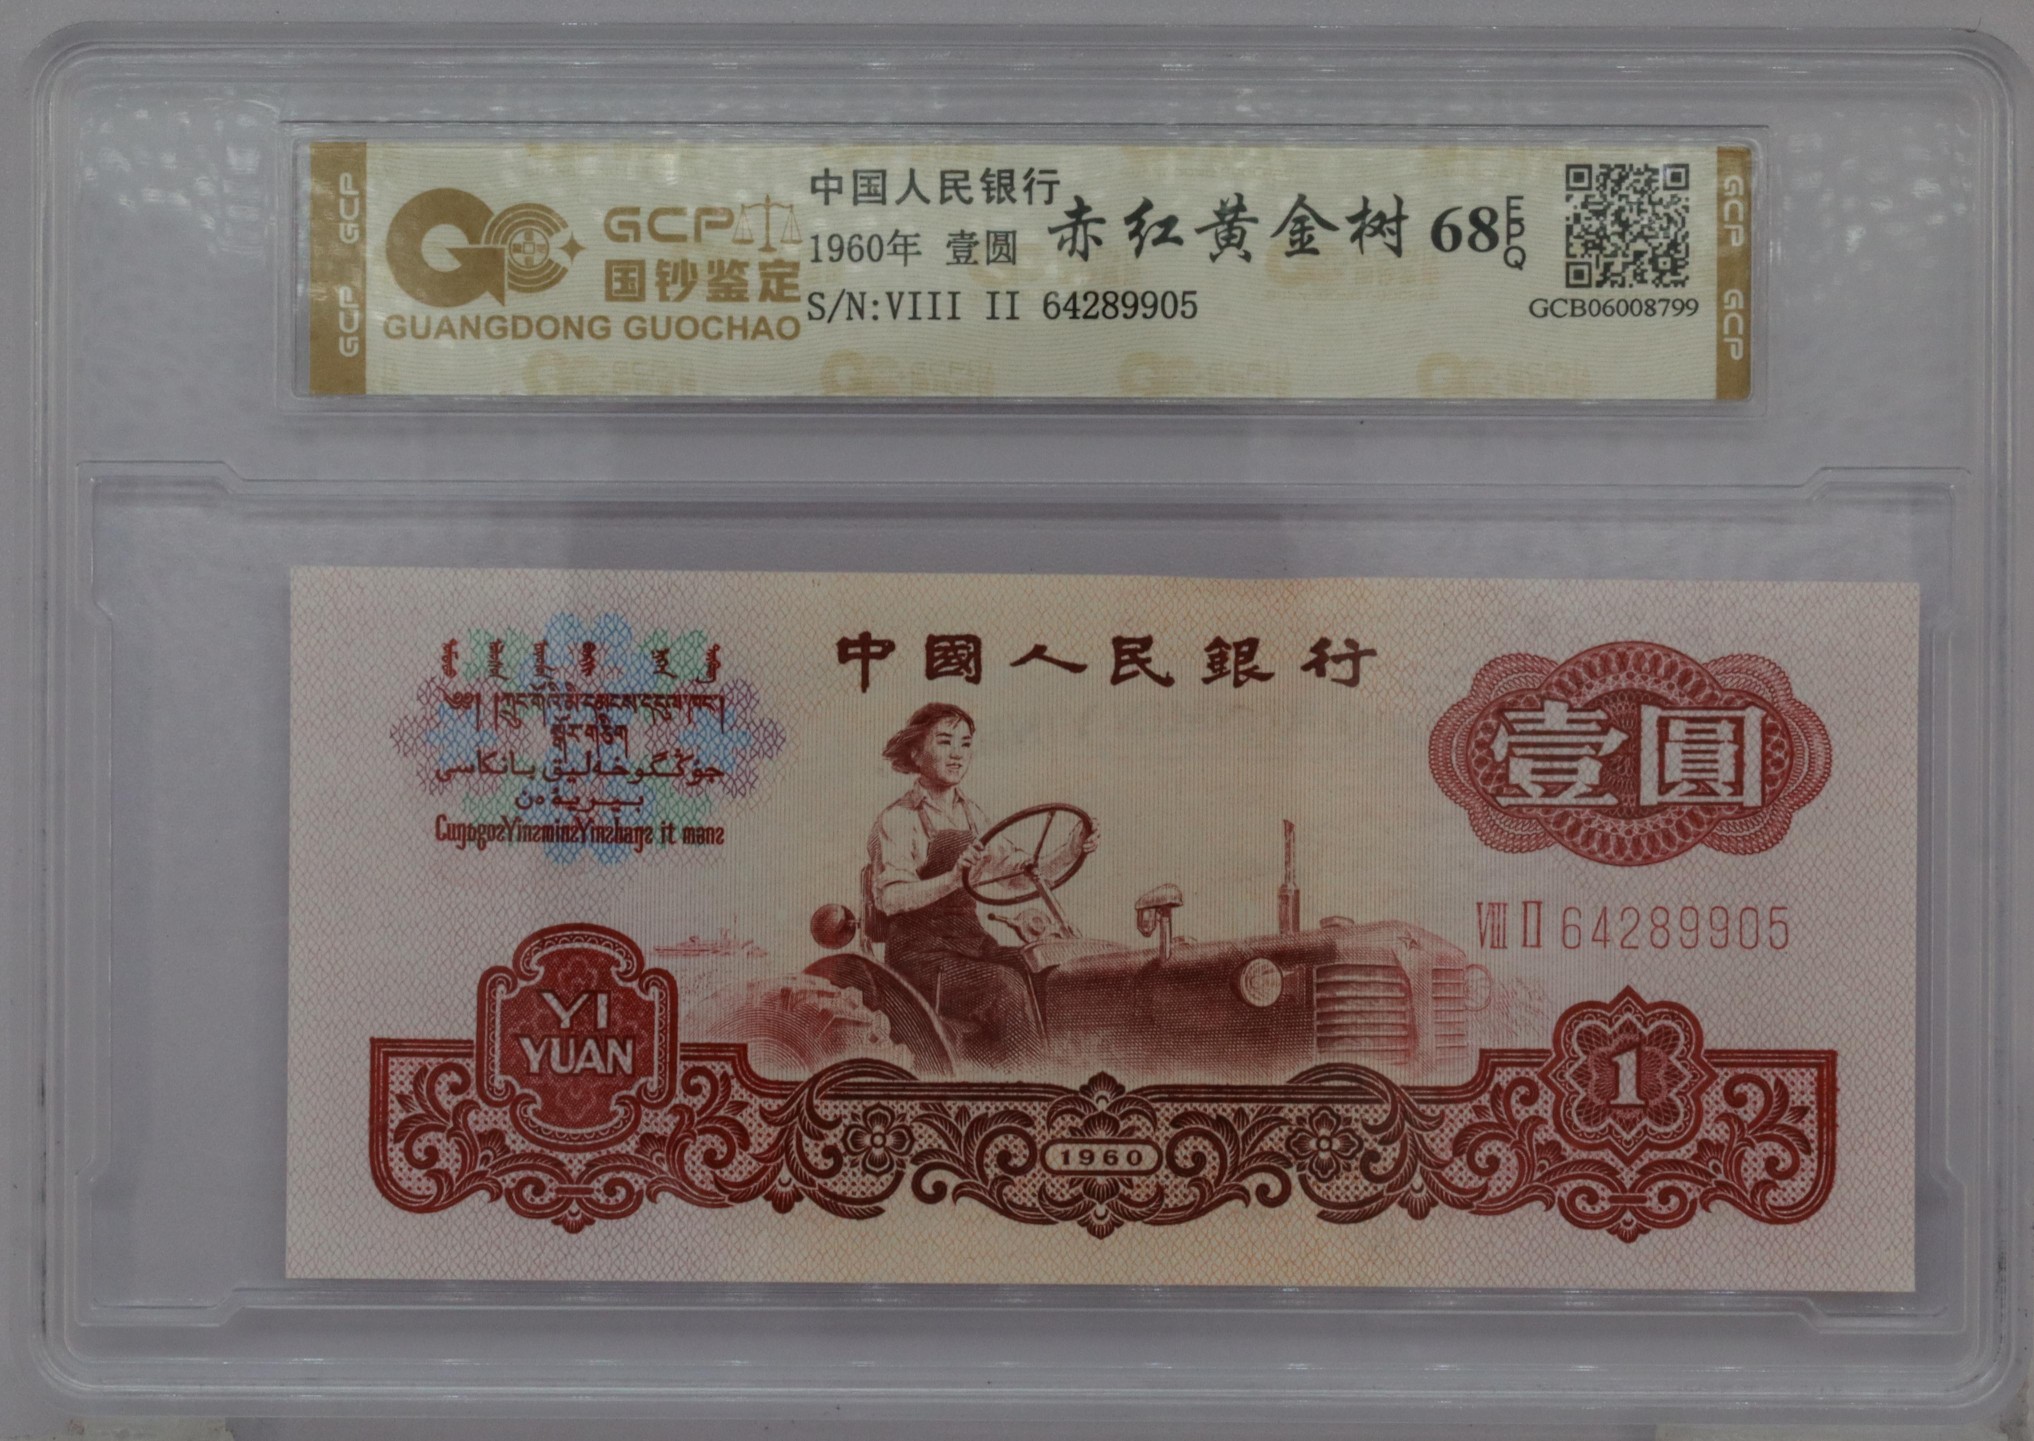 GCP GCP
GCP
国钞鉴定
GUANGDONG GUOCHAO
中国人民银行
1960年 壹圆
S/N:VIII II 64289905
赤红黄金树 68 EPQ
GCB06008799
GCP GCP
中國人民銀行
壹圓
VIII II 64289905
YI
YUAN
1960
1